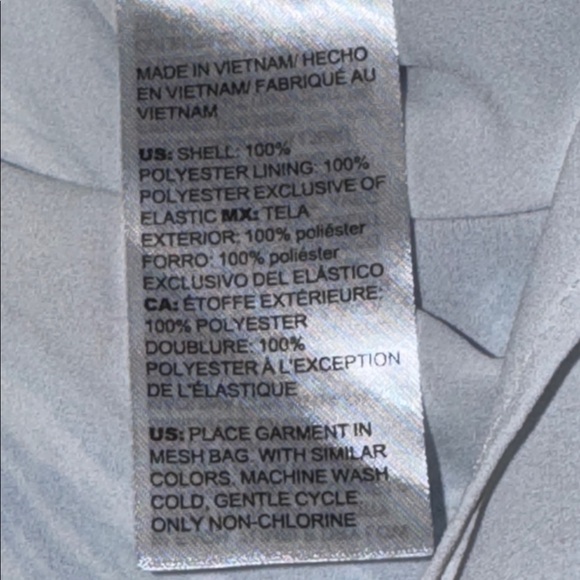 MADE IN VIETNAM/ HECHO
EN VIETNAM/ FABRIQUÉ AU
VIETNAM
US: SHELL: 100%
POLYESTER LINING: 100%
POLYESTER EXCLUSIVE OF
ELASTIC MX: TELA
EXTERIOR: 100% poliéster
FORRO: 100% poliéster
EXCLUSIVO DEL ELÁSTICO
CA: ÉTOFFE EXTÉRIEURE:
100% POLYESTER
DOUBLURE: 100%
POLYESTER À L'EXCEPTION
DE L'ÉLASTIQUE
US: PLACE GARMENT IN
MESH BAG, WITH SIMILAR
COLORS, MACHINE WASH
COLD, GENTLE CYCLE.
ONLY NON-CHLORINE